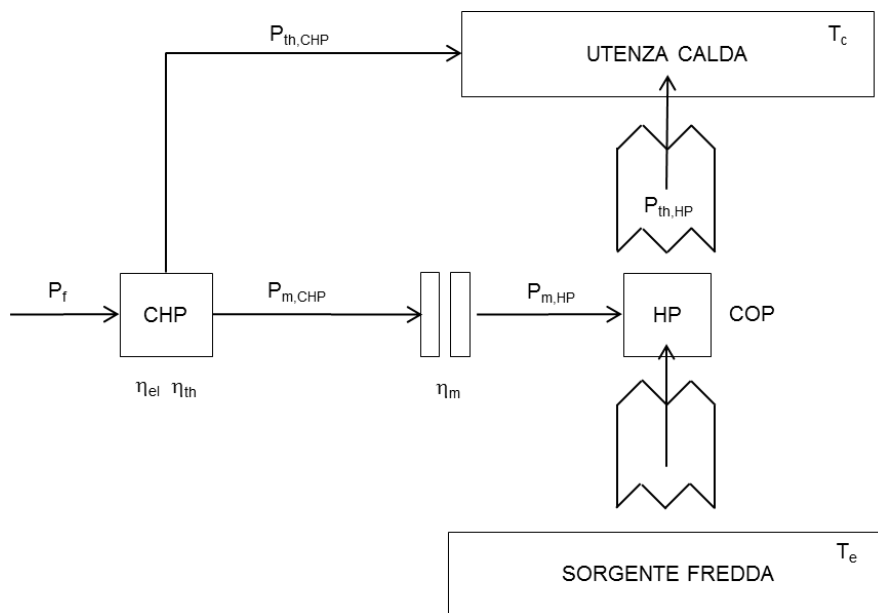 P_th,CHP
UTENZA CALDA
T_c
P_th,HP
P_f
CHP
P_m,CHP
P_m,HP
HP
COP
η_el η_th
η_m
T_e
SORGENTE FREDDA